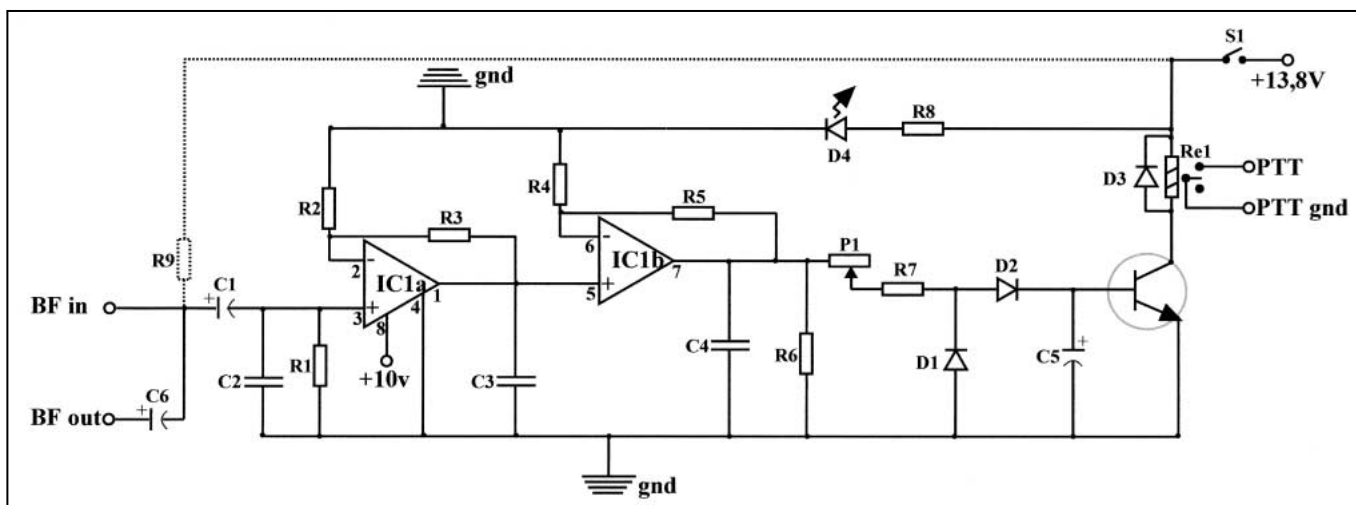 S1
+13,8V
gnd
R8
D4
Re1
PTT
D3
PTT gnd
R4
R5
R2
R3
6
IC1b
7
P1
R9
2
IC1a
R7
D2
C1
+
-
-
1
5
+
BF in
+
3
4
8
C4
R6
D1
C5
+
C2
R1
+10v
C3
C6
BF out
+
gnd